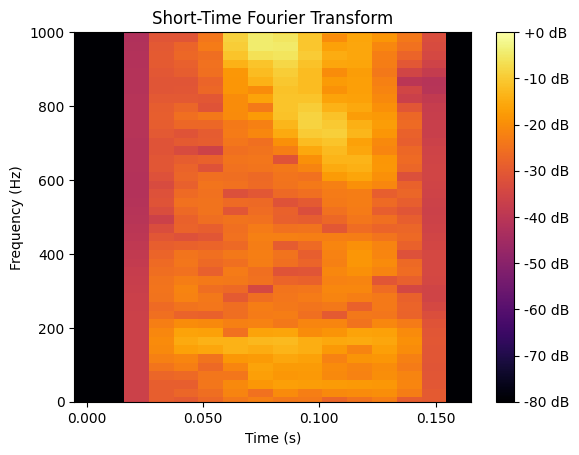 Short-Time Fourier Transform
1000
800
600
400
200
0
Frequency (Hz)
0.000
0.050
0.100
0.150
Time (s)
+0 dB
-10 dB
-20 dB
-30 dB
-40 dB
-50 dB
-60 dB
-70 dB
-80 dB